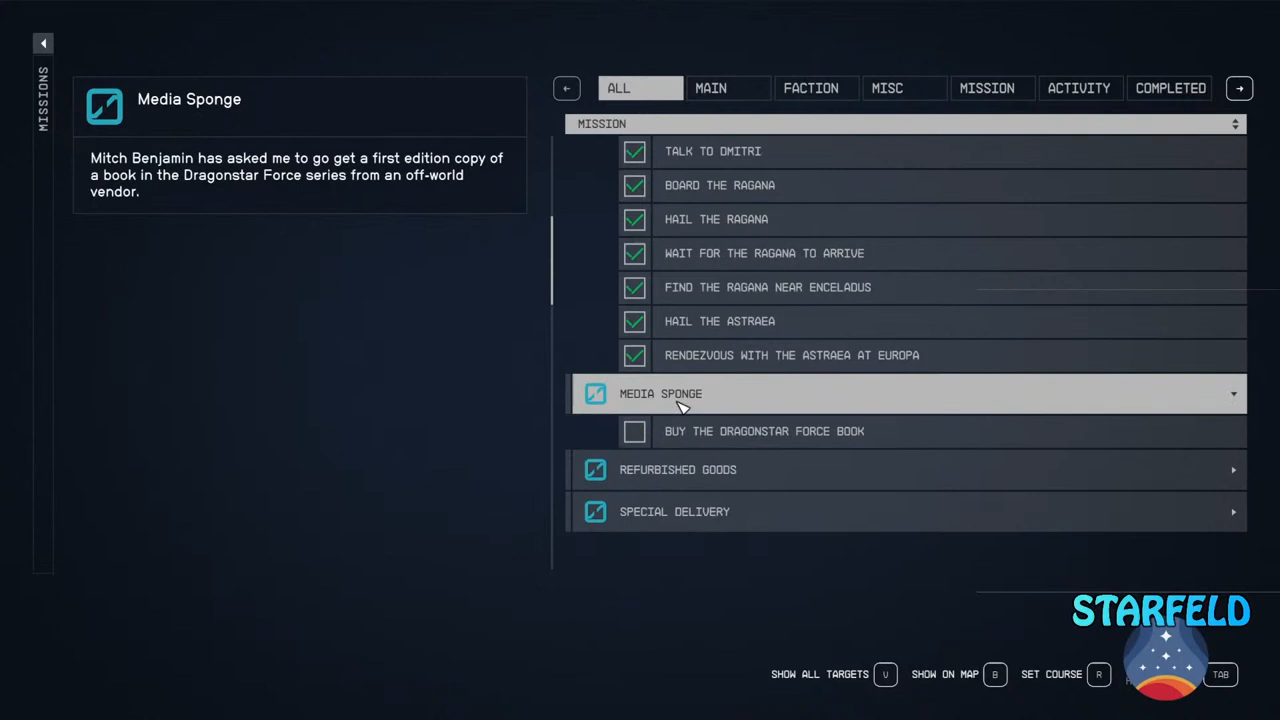 MISSIONS
Media Sponge
Mitch Benjamin has asked me to go get a first edition copy of
a book in the Dragonstar Force series from an off-world
vendor.
ALL MAIN FACTION MISC MISSION ACTIVITY COMPLETED
MISSION
TALK TO DMITRI
BOARD THE RAGANA
HAIL THE RAGANA
WAIT FOR THE RAGANA TO ARRIVE
FIND THE RAGANA NEAR ENCELADUS
HAIL THE ASTRAEA
RENDEZVOUS WITH THE ASTRAEA AT EUROPA
MEDIA SPONGE
BUY THE DRAGONSTAR FORCE BOOK
REFURBISHED GOODS
SPECIAL DELIVERY
STARFELD
SHOW ALL TARGETS V SHOW ON MAP B SET COURSE R TAB